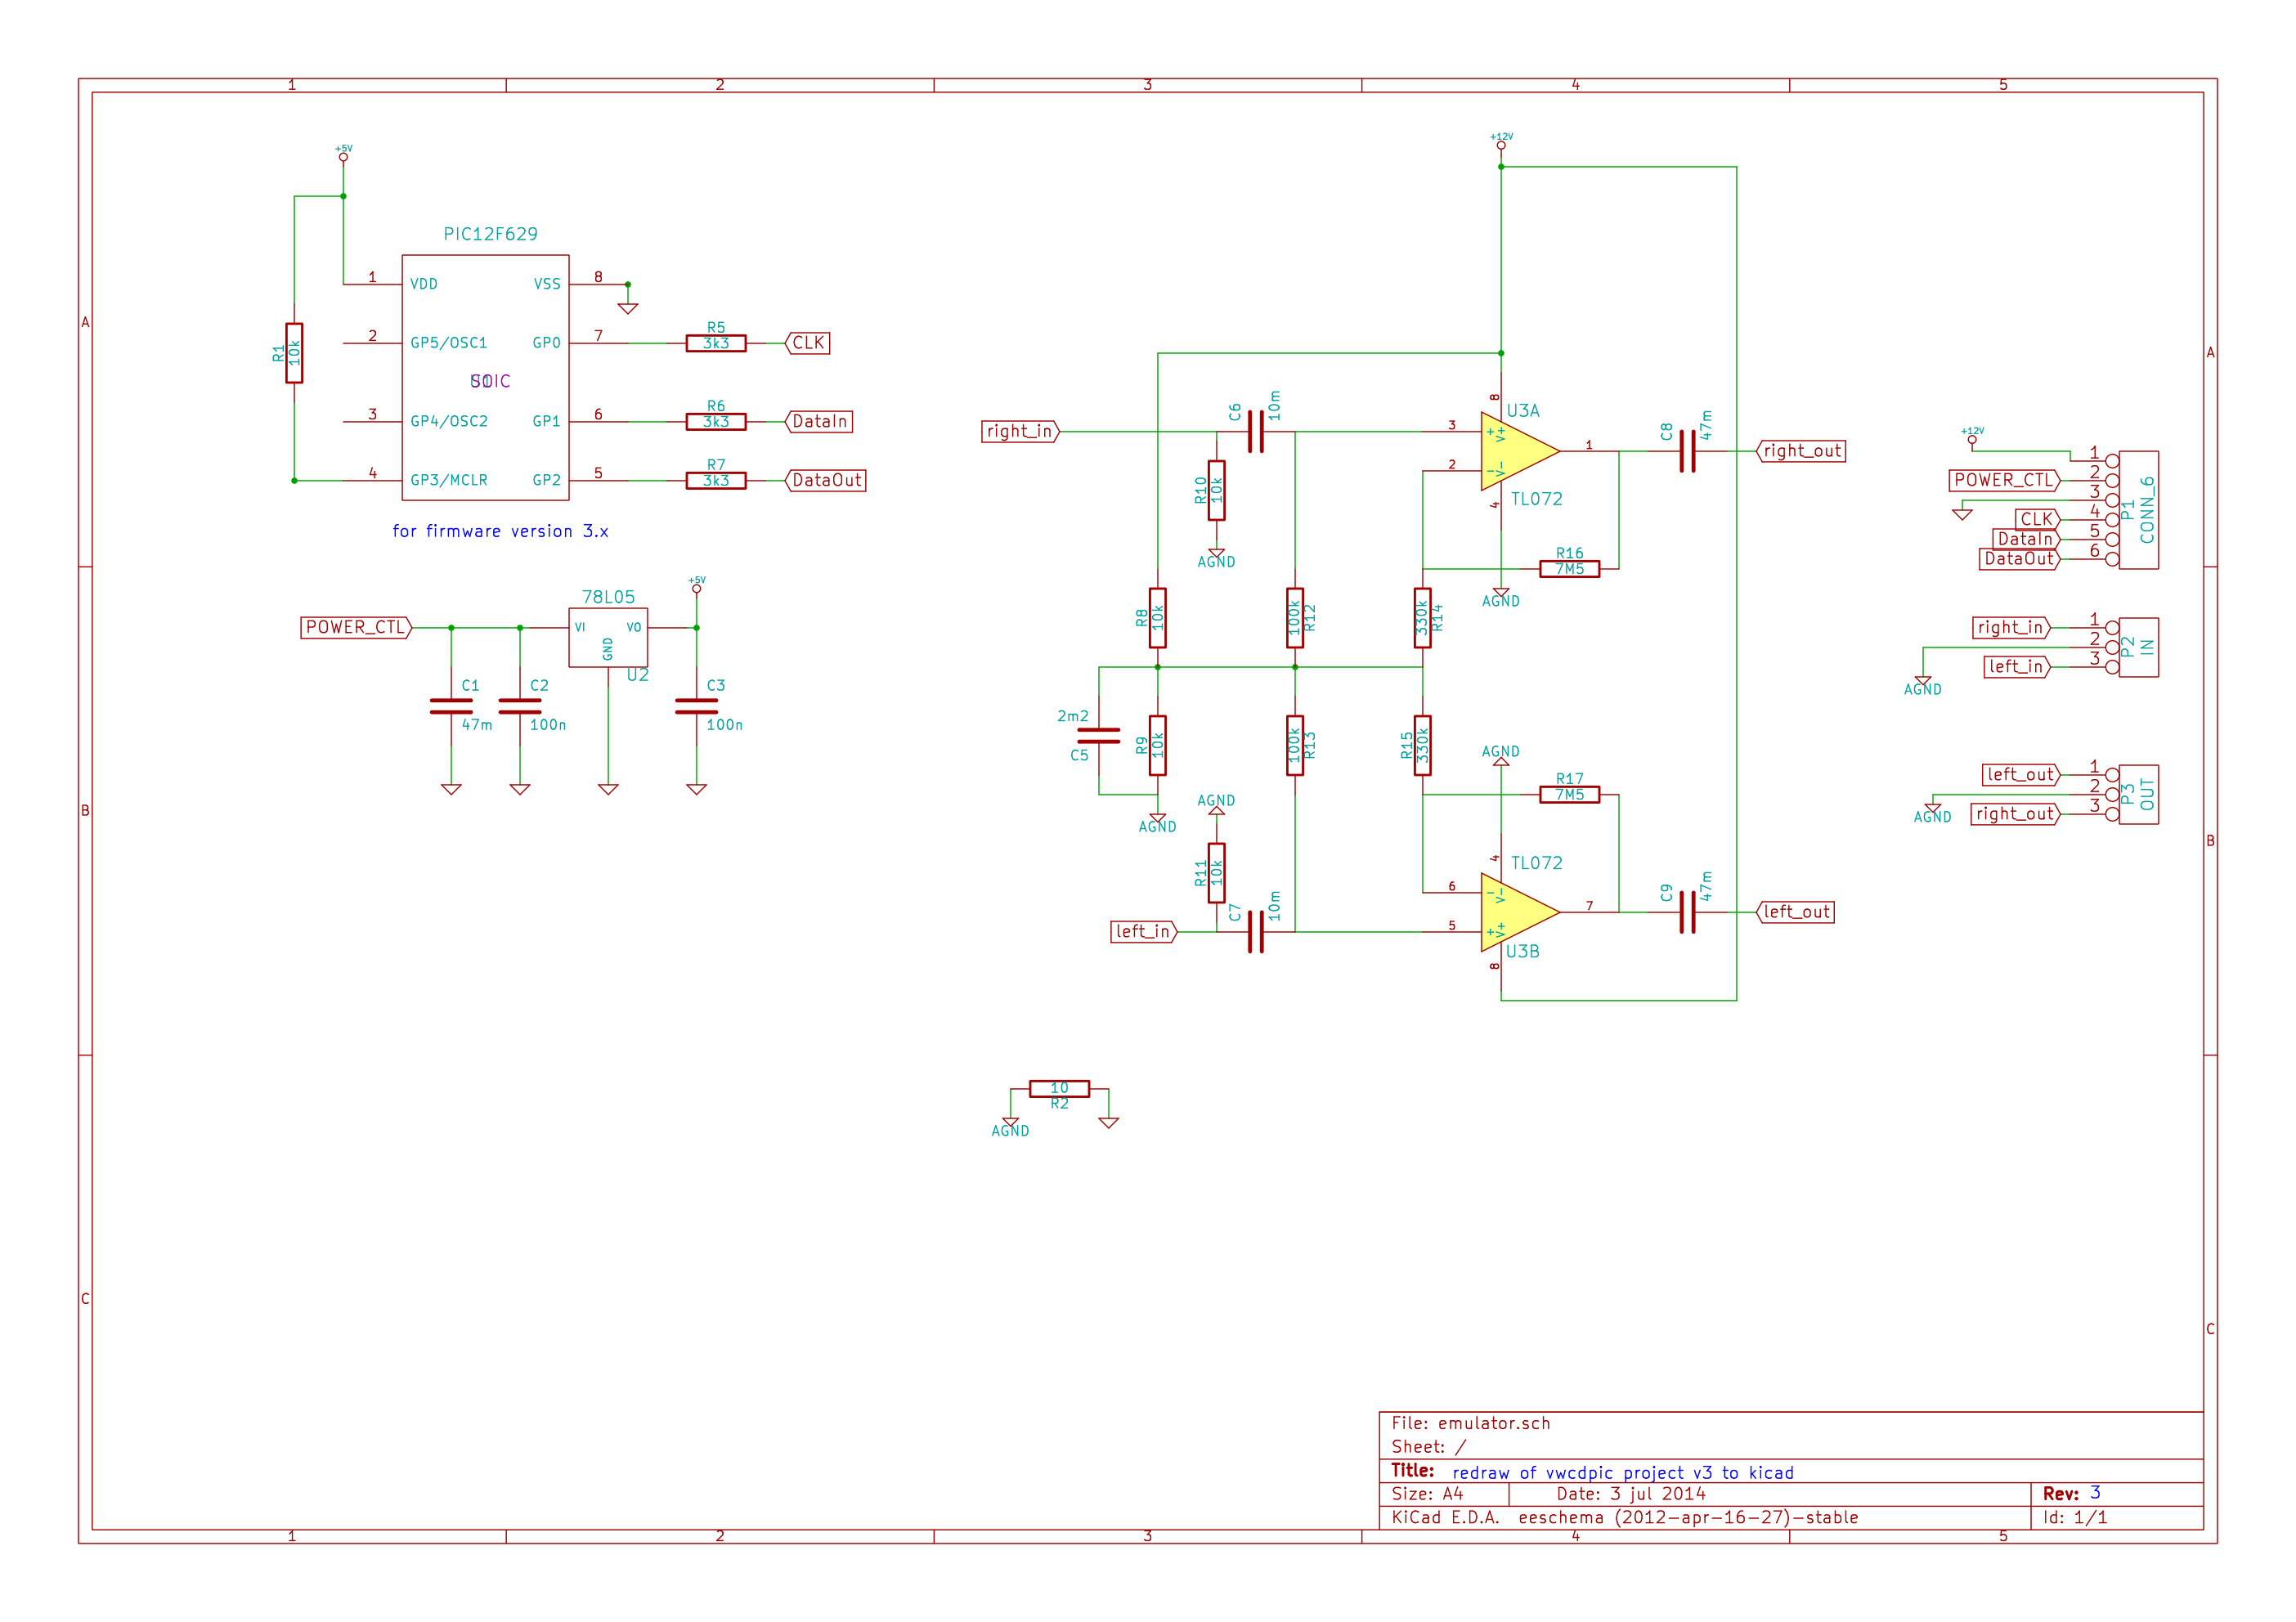 1 2 3 4 5
A
B
C
+5V
PIC12F629
1 VDD VSS 8
2 GP5/OSC1 GP0 7
U1
SOIC
3 GP4/OSC2 GP1 6
4 GP3/MCLR GP2 5
R1 10k
R5
3k3
CLK
R6
3k3
DataIn
R7
3k3
DataOut
for firmware version 3.x
POWER_CTL
78L05
VI VO
GND
U2
+5V
C1
47m
C2
100n
C3
100n
+12V
right_in
C6 10m
R10 10k
AGND
8
U3A
3 + V+
2 - V-
1
4
TL072
AGND
R16
7M5
C8 47m
right_out
R8 10k
100k R12
330k R14
2m2
C5
R9 10k
AGND
100k R13
R15 330k
AGND
R11 10k
left_in
C7 10m
AGND
R17
7M5
4
TL072
6 - V-
5 + V+
7
8
U3B
C9 47m
left_out
+12V
POWER_CTL
CLK
DataIn
DataOut
1
2
3
4
5
6
P1
CONN_6
right_in
left_in
AGND
1
2
3
P2
IN
left_out
right_out
AGND
1
2
3
P3
OUT
10
R2
AGND
A
B
C
File: emulator.sch
Sheet: /
Title: redraw of vwcdpic project v3 to kicad
Size: A4 Date: 3 jul 2014 Rev: 3
KiCad E.D.A. eeschema (2012-apr-16-27)-stable Id: 1/1
1 2 3 4 5